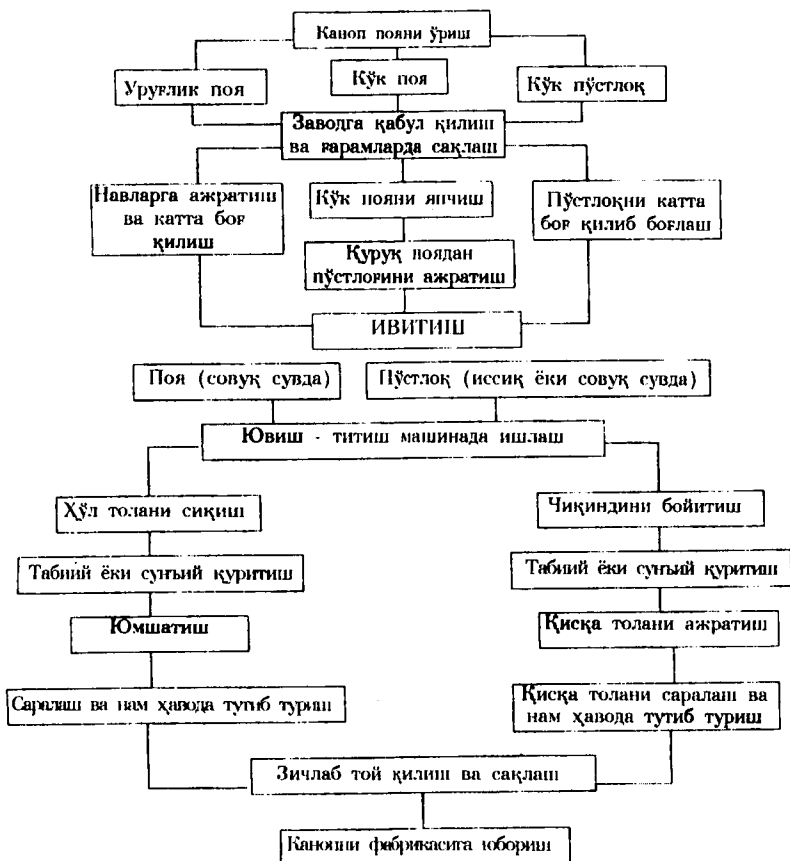 Каноп пояни ўриш
Уруғлик поя
Кўк поя
Кўк пўстлоқ
Заводга қабул қилиш
ва ғарамларда сақлаш
Навларга ажратиш
ва катта боғ
қилиш
Кўк пояни янчиш
Пўстлоқни катта
боғ қилиб боғлаш
Қуруқ поядан
пўстлоғини ажратиш
ИВИТИШ
Поя (совуқ сувда)
Пўстлоқ (иссиқ ёки совуқ сувда)
Ювиш - титиш машинада ишлаш
Ҳўл толани сиқиш
Чиқиндини бойитиш
Табиий ёки сунъий қуритиш
Табиий ёки сунъий қуритиш
Юмшатиш
Қисқа толани ажратиш
Саралаш ва нам ҳавода тутиб туриш
Қисқа толани саралаш ва
нам ҳавода тутиб туриш
Зичлаб той қилиш ва сақлаш
Канопни фабрикасига юбориш